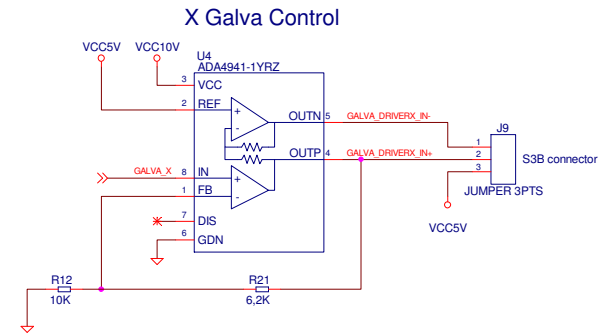 X Galva Control
VCC5V
VCC10V
U4
ADA4941-1YRZ
3
VCC
2
REF
OUTN
5
GALVA_DRIVERX_IN-
+
-
J9
1
2
3
S3B connector
JUMPER 3PTS
OUTP
4
GALVA_DRIVERX_IN+
GALVA_X
8
IN
+
1
FB
-
VCC5V
7
DIS
6
GDN
R12
10K
R21
6,2K